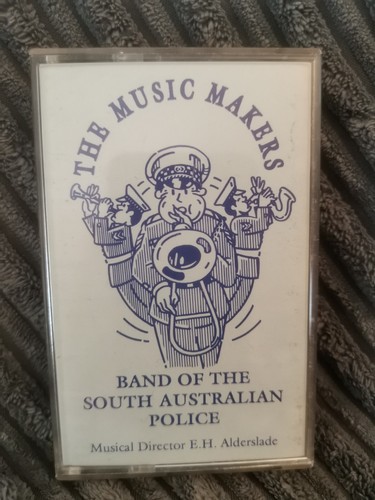 THE MUSIC MAKERS
BAND OF THE
SOUTH AUSTRALIAN
POLICE
Musical Director E.H. Alderslade